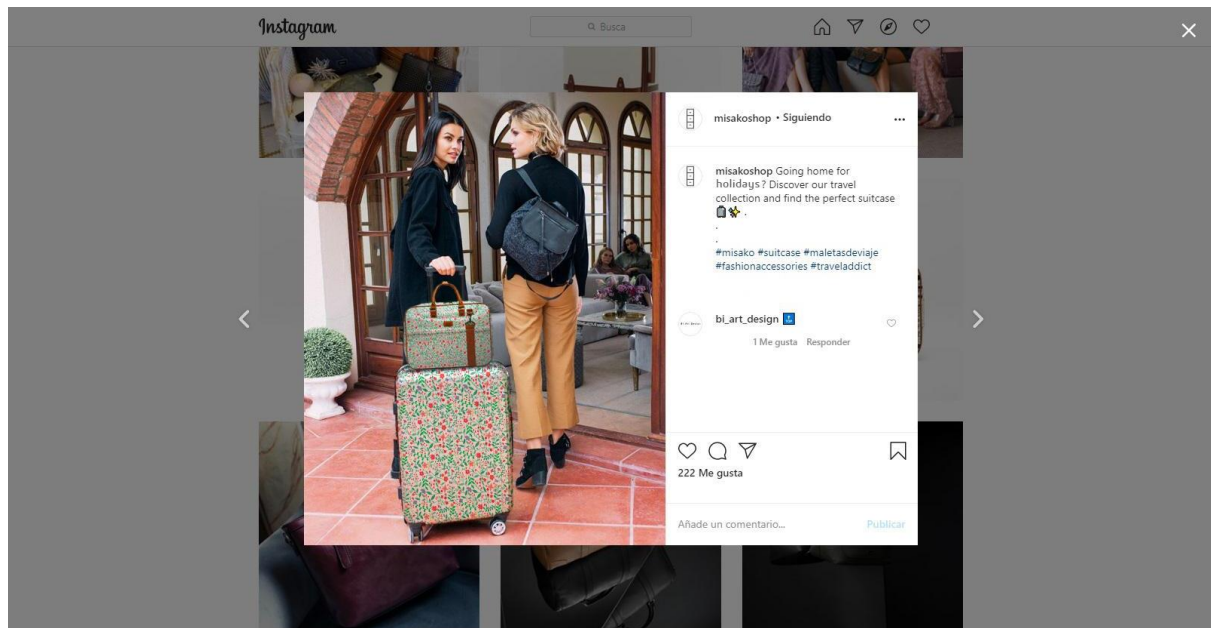 Instagram
Busca
misakoshop • Siguiendo
misakoshop Going home for
holidays? Discover our travel
collection and find the perfect suitcase
.
.
.
#misako #suitcase #maletasdeviaje
#fashionaccessories #traveladdict
bi_art_design
1 Me gusta Responder
222 Me gusta
Añade un comentario...
Publicar